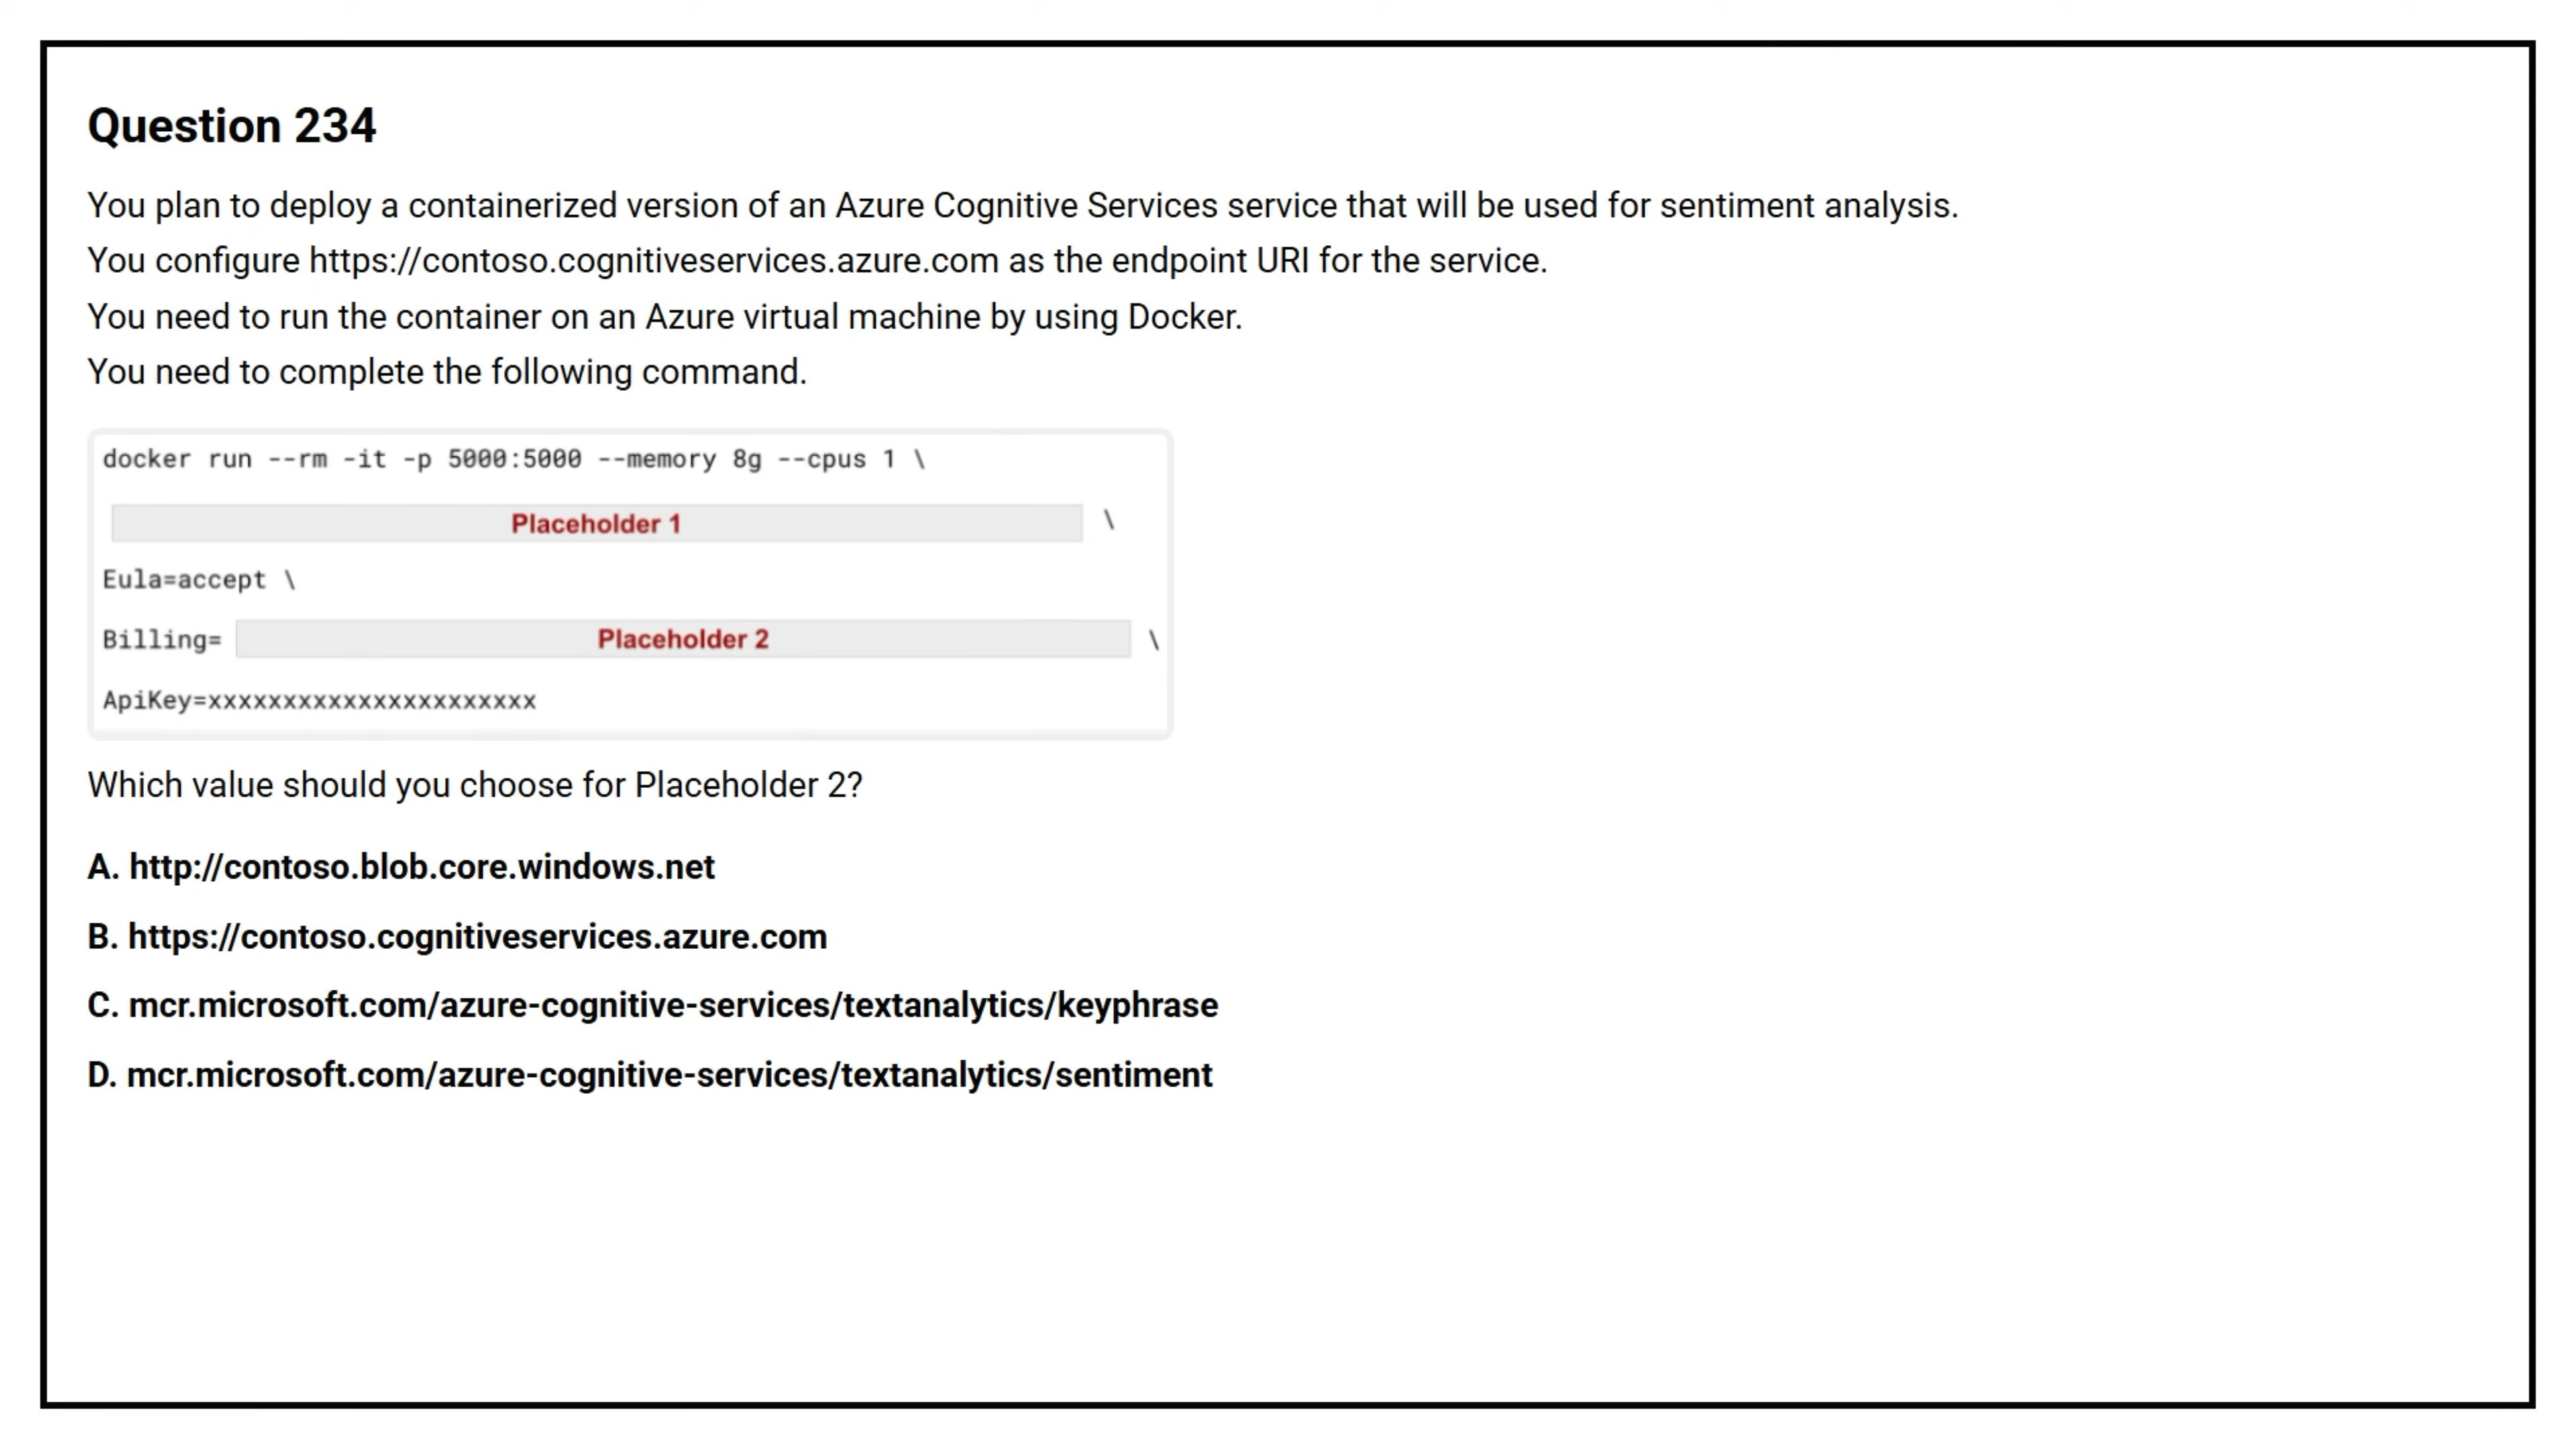 Question 234
You plan to deploy a containerized version of an Azure Cognitive Services service that will be used for sentiment analysis.
You configure https://contoso.cognitiveservices.azure.com as the endpoint URI for the service.
You need to run the container on an Azure virtual machine by using Docker.
You need to complete the following command.
docker run --rm -it -p 5000:5000 --memory 8g --cpus 1 \
Placeholder 1 \
Eula=accept \
Billing= Placeholder 2 \
ApiKey=xxxxxxxxxxxxxxxxxxxxxx
Which value should you choose for Placeholder 2?
A. http://contoso.blob.core.windows.net
B. https://contoso.cognitiveservices.azure.com
C. mcr.microsoft.com/azure-cognitive-services/textanalytics/keyphrase
D. mcr.microsoft.com/azure-cognitive-services/textanalytics/sentiment